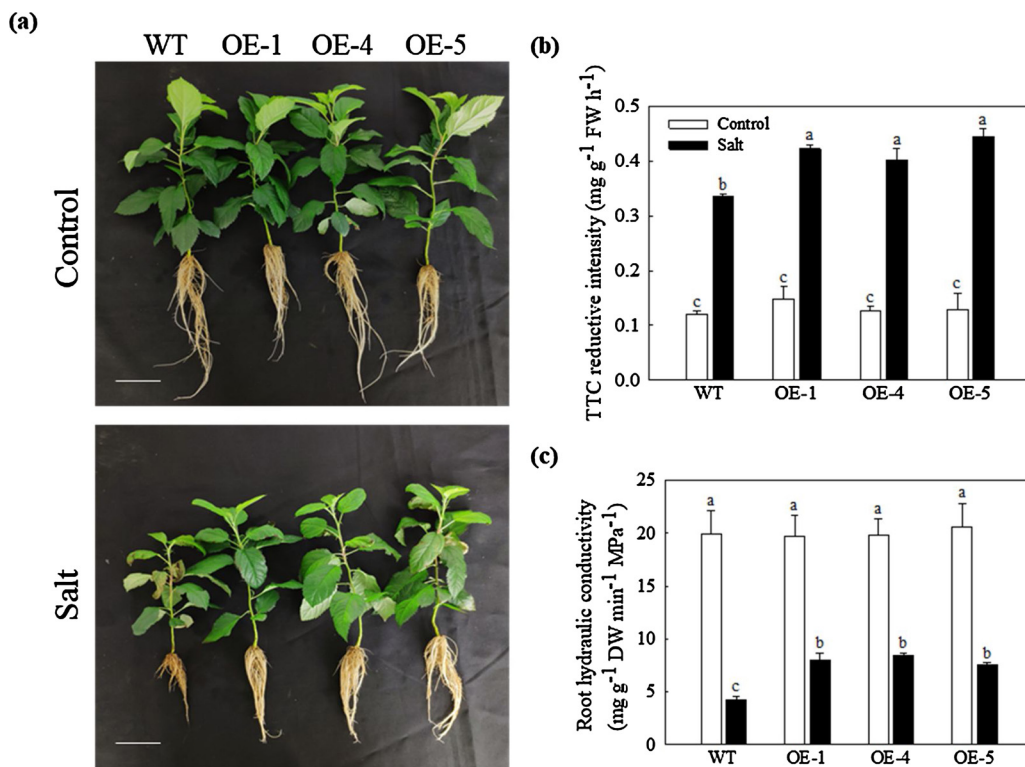 (a)
WT OE-1 OE-4 OE-5
Control
Salt
(b)
TTC reductive intensity (mg g⁻¹ FW h⁻¹)
0.5
0.4
0.3
0.2
0.1
0.0
Control
Salt
c b c a c a c a
WT OE-1 OE-4 OE-5
(c)
Root hydraulic conductivity
(mg g⁻¹ DW min⁻¹ MPa⁻¹)
25
20
15
10
5
0
a c a b a b a b
WT OE-1 OE-4 OE-5